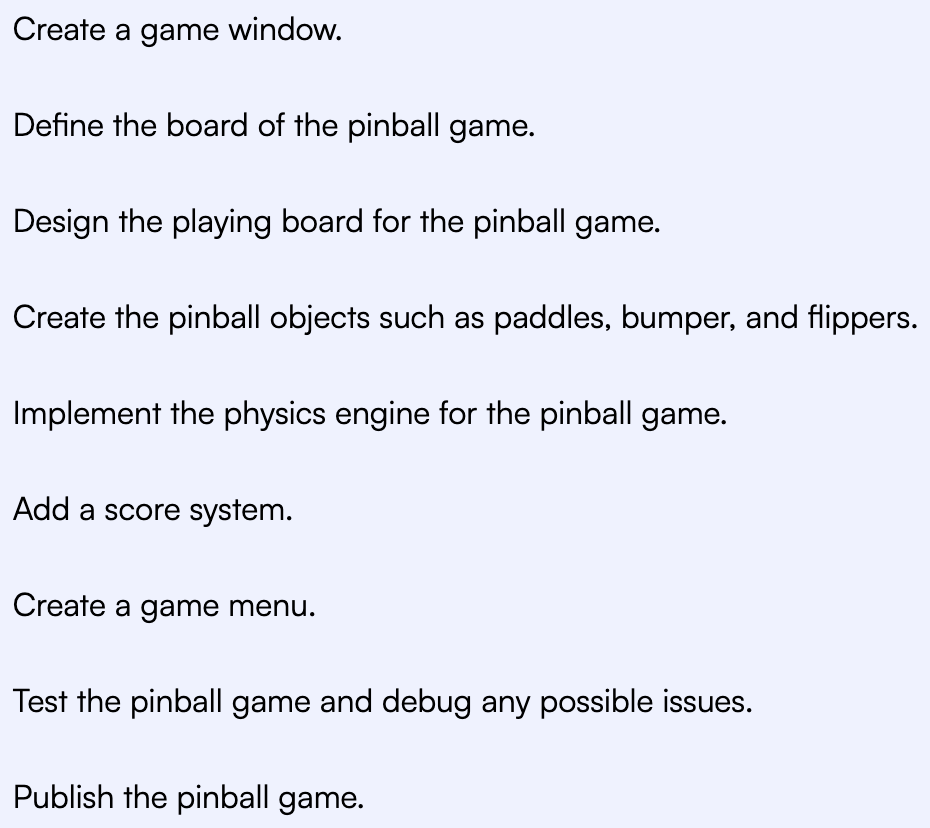 Create a game window.
Define the board of the pinball game.
Design the playing board for the pinball game.
Create the pinball objects such as paddles, bumper, and flippers.
Implement the physics engine for the pinball game.
Add a score system.
Create a game menu.
Test the pinball game and debug any possible issues.
Publish the pinball game.